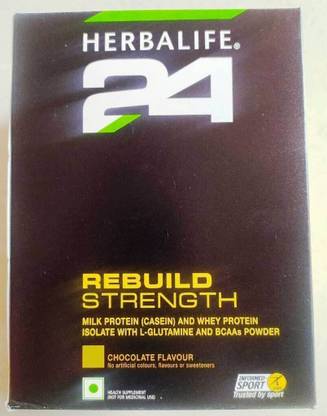 HERBALIFE®
24
REBUILD
STRENGTH
MILK PROTEIN (CASEIN) AND WHEY PROTEIN
ISOLATE WITH L-GLUTAMINE AND BCAAs POWDER
CHOCOLATE FLAVOUR
No artificial colours, flavours or sweeteners
HEALTH SUPPLEMENT
(NOT FOR MEDICINAL USE)
INFORMED
SPORT
Trusted by sport